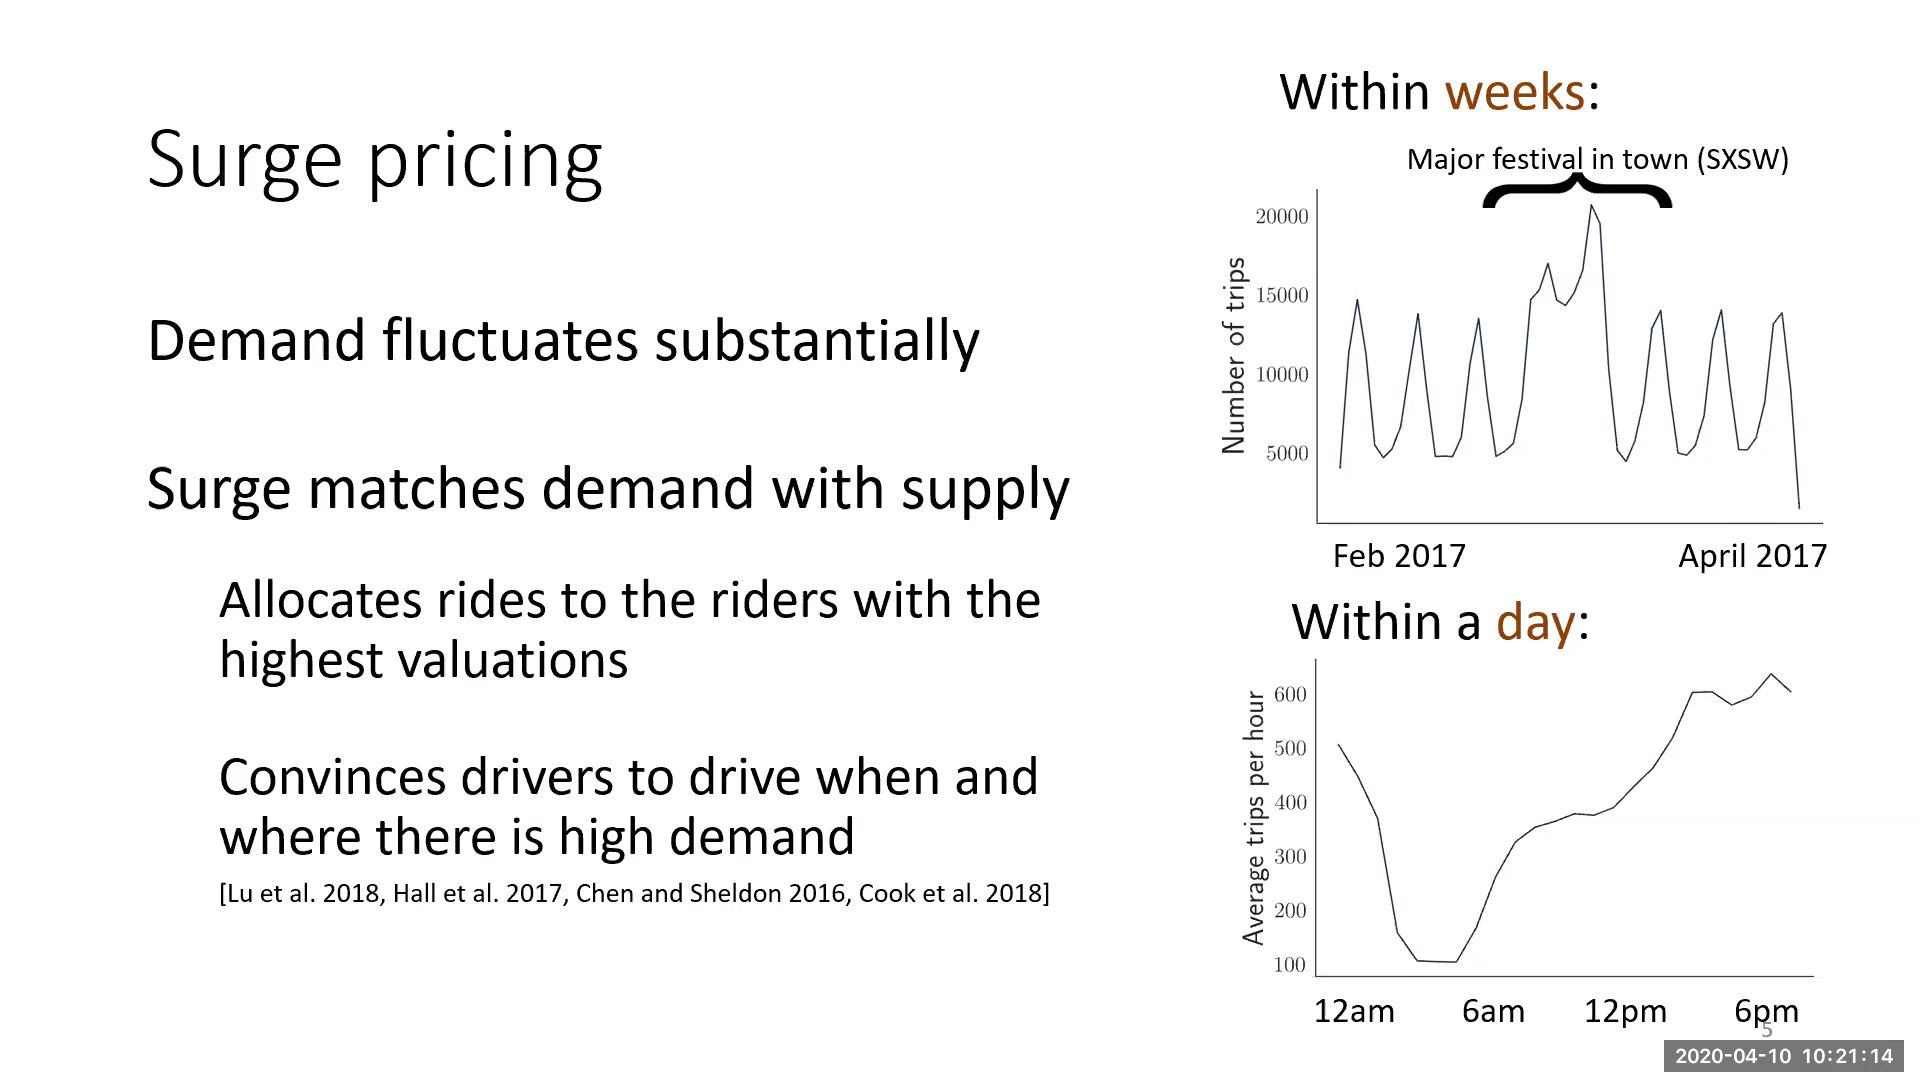 Surge pricing
Demand fluctuates substantially
Surge matches demand with supply
Allocates rides to the riders with the
highest valuations
Convinces drivers to drive when and
where there is high demand
[Lu et al. 2018, Hall et al. 2017, Chen and Sheldon 2016, Cook et al. 2018]
Within weeks:
Major festival in town (SXSW)
Number of trips
20000
15000
10000
5000
Feb 2017 April 2017
Within a day:
Average trips per hour
600
500
400
300
200
100
12am 6am 12pm 6pm
5
2020-04-10 10:21:14